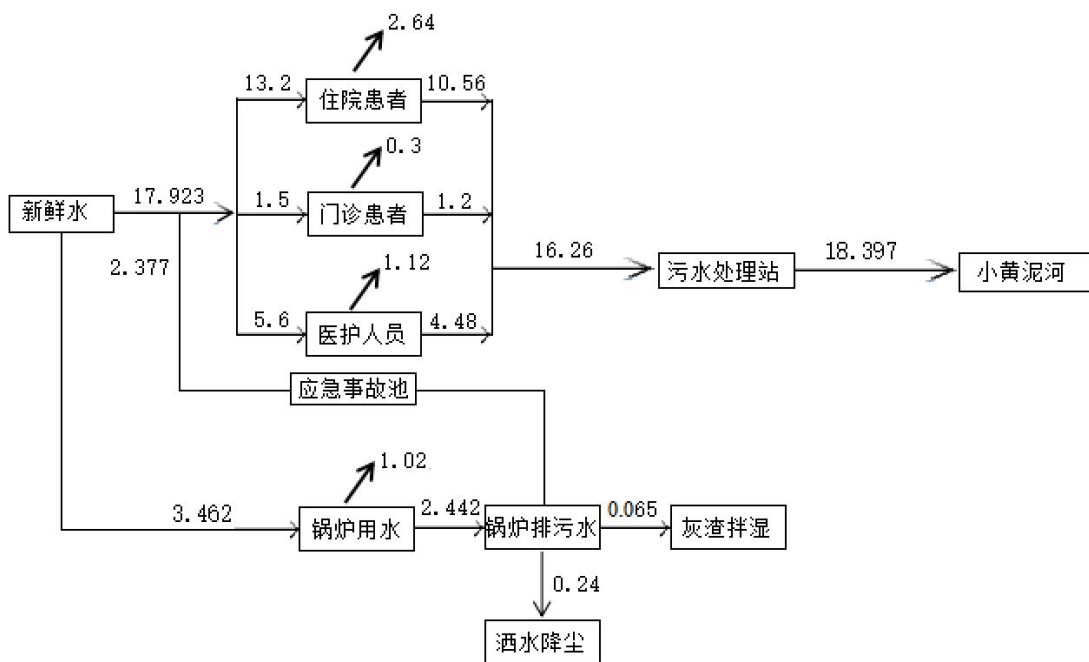 2.64
13.2
住院患者
10.56
0.3
新鲜水
17.923
1.5
门诊患者
1.2
2.377
1.12
16.26
污水处理站
18.397
小黄泥河
5.6
医护人员
4.48
应急事故池
1.02
3.462
锅炉用水
2.442
锅炉排污水
0.065
灰渣拌湿
0.24
洒水降尘